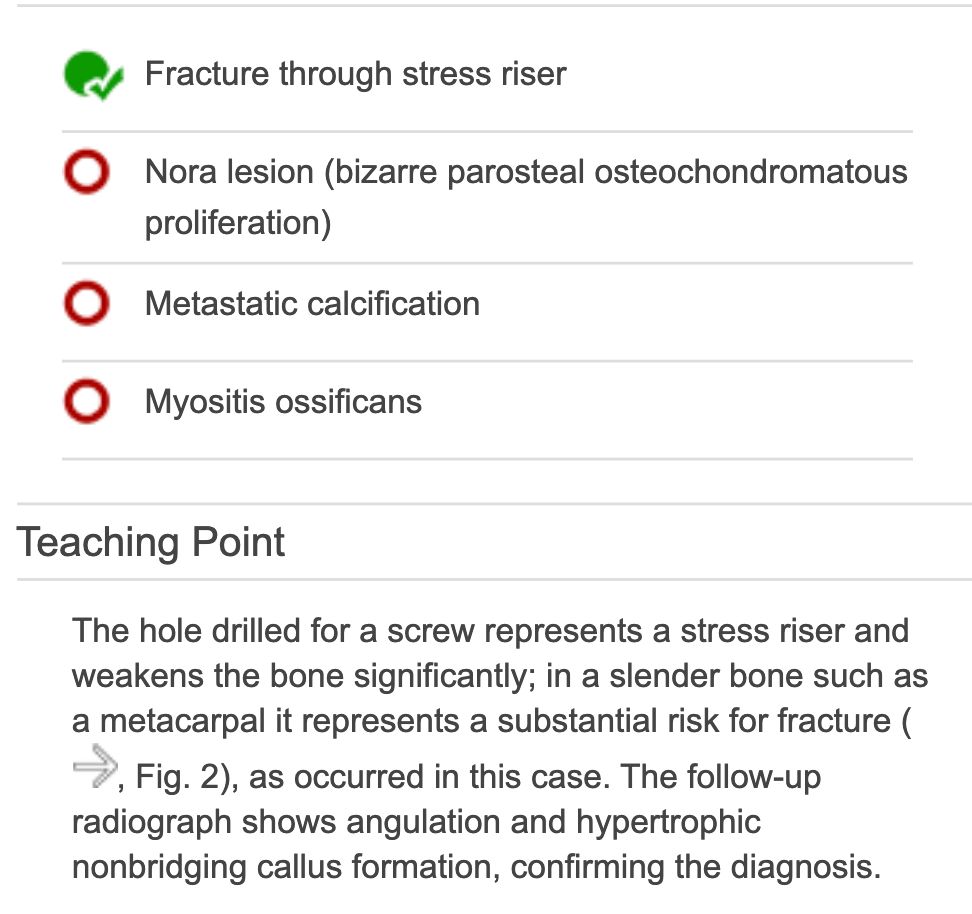 Fracture through stress riser
Nora lesion (bizarre parosteal osteochondromatous
proliferation)
Metastatic calcification
Myositis ossificans
Teaching Point
The hole drilled for a screw represents a stress riser and
weakens the bone significantly; in a slender bone such as
a metacarpal it represents a substantial risk for fracture (
, Fig. 2), as occurred in this case. The follow-up
radiograph shows angulation and hypertrophic
nonbridging callus formation, confirming the diagnosis.